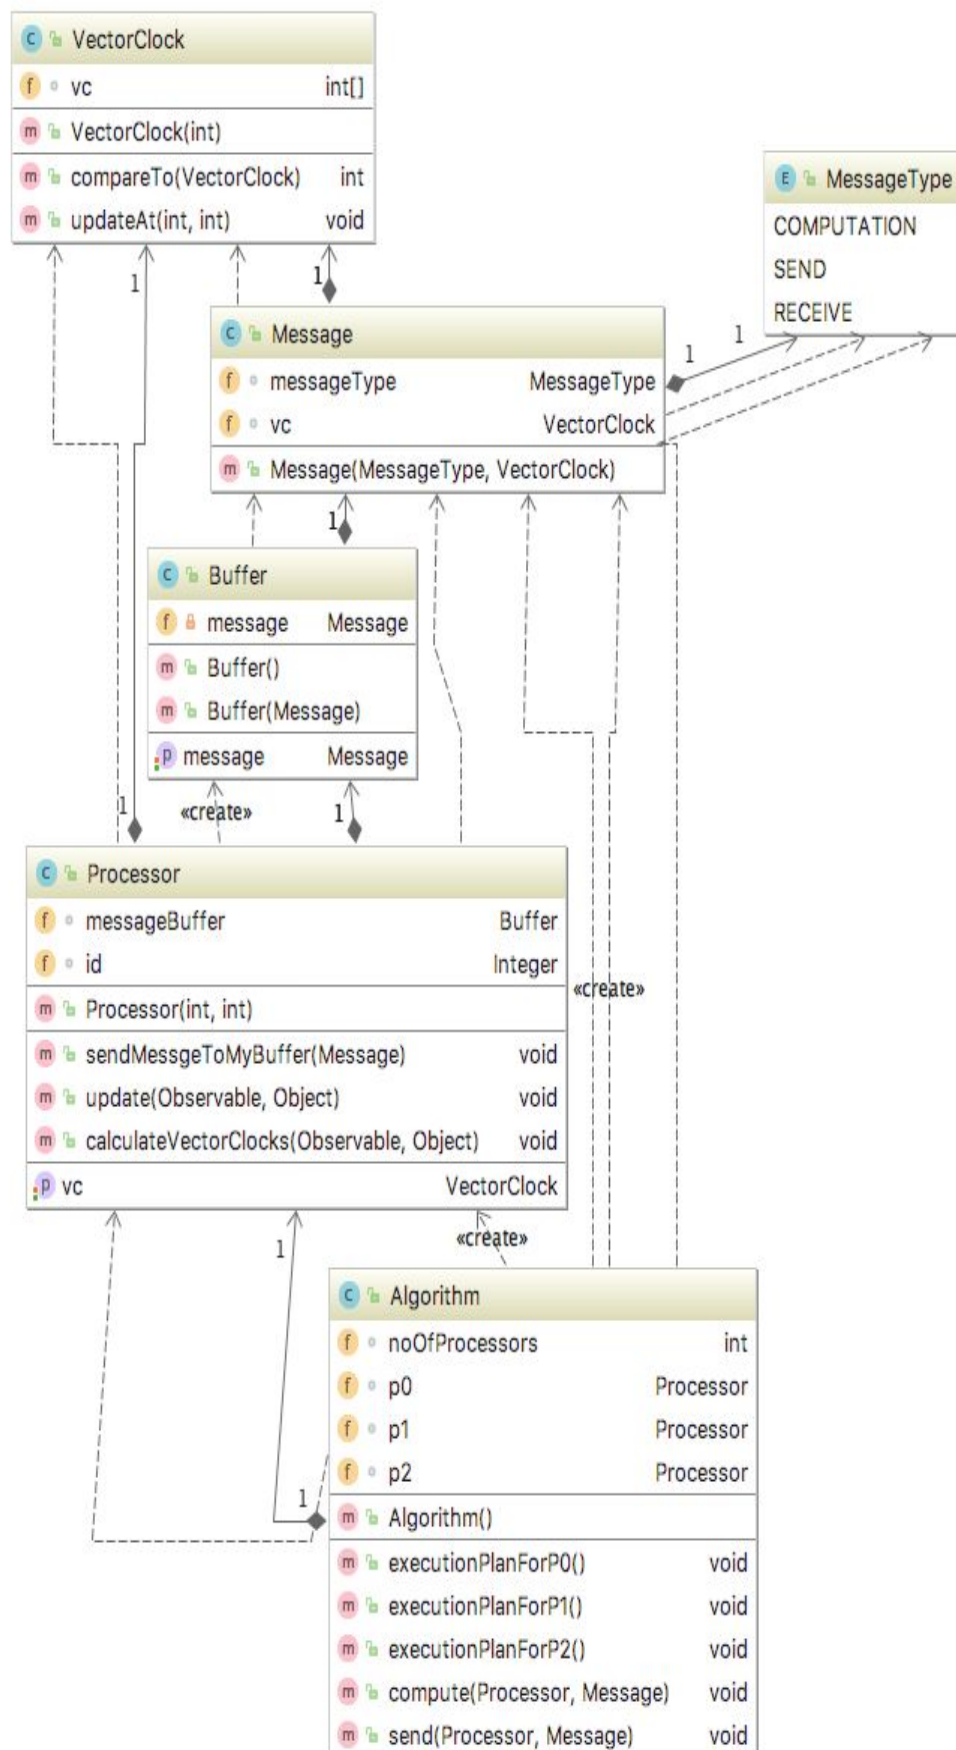 C VectorClock
f vc int[]
m VectorClock(int)
m compareTo(VectorClock) int
m updateAt(int, int) void
E MessageType
COMPUTATION
SEND
RECEIVE
1
1
C Message
f messageType MessageType
f vc VectorClock
m Message(MessageType, VectorClock)
1
1
1
C Buffer
f message Message
m Buffer()
m Buffer(Message)
p message Message
1
«create»
1
C Processor
f messageBuffer Buffer
f id Integer
m Processor(int, int)
m sendMessgeToMyBuffer(Message) void
m update(Observable, Object) void
m calculateVectorClocks(Observable, Object) void
p vc VectorClock
«create»
1
«create»
C Algorithm
f noOfProcessors int
f p0 Processor
f p1 Processor
f p2 Processor
1
m Algorithm()
m executionPlanForP0() void
m executionPlanForP1() void
m executionPlanForP2() void
m compute(Processor, Message) void
m send(Processor, Message) void